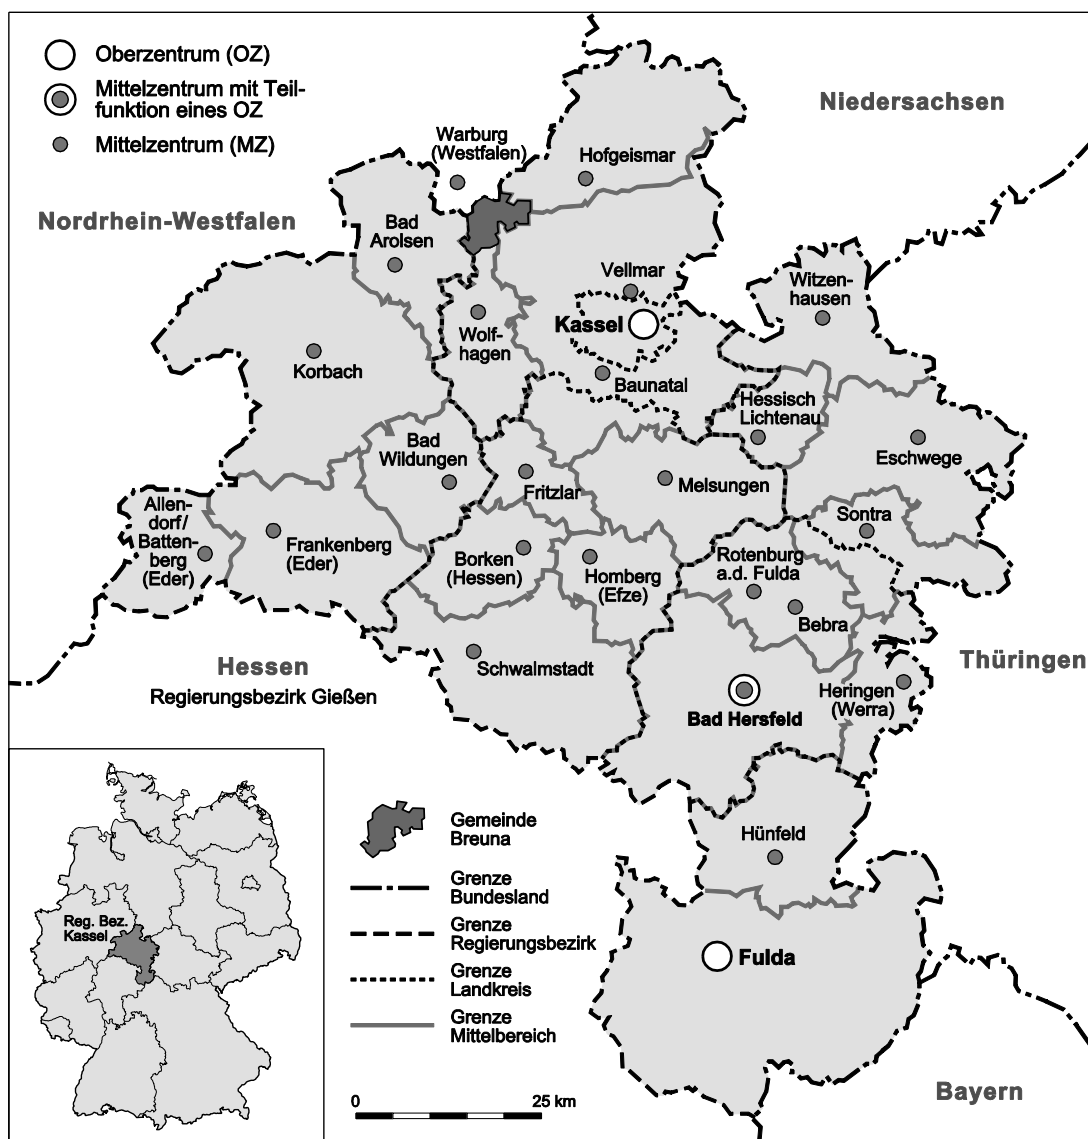 Oberzentrum (OZ)
Mittelzentrum mit Teil-
funktion eines OZ
Mittelzentrum (MZ)
Niedersachsen
Warburg
(Westfalen)
Hofgeismar
Nordrhein-Westfalen
Bad
Arolsen
Vellmar
Witzen-
hausen
Kassel
Wolf-
hagen
Korbach
Baunatal
Hessisch
Lichtenau
Bad
Wildungen
Eschwege
Fritzlar
Melsungen
Allen-
dorf/
Batten-
berg
(Eder)
Sontra
Frankenberg
(Eder)
Borken
(Hessen)
Homberg
(Efze)
Rotenburg
a.d. Fulda
Bebra
Hessen
Regierungsbezirk Gießen
Schwalmstadt
Thüringen
Bad Hersfeld
Heringen
(Werra)
Hünfeld
Fulda
Bayern
Reg. Bez.
Kassel
Gemeinde
Breuna
Grenze
Bundesland
Grenze
Regierungsbezirk
Grenze
Landkreis
Grenze
Mittelbereich
0 25 km